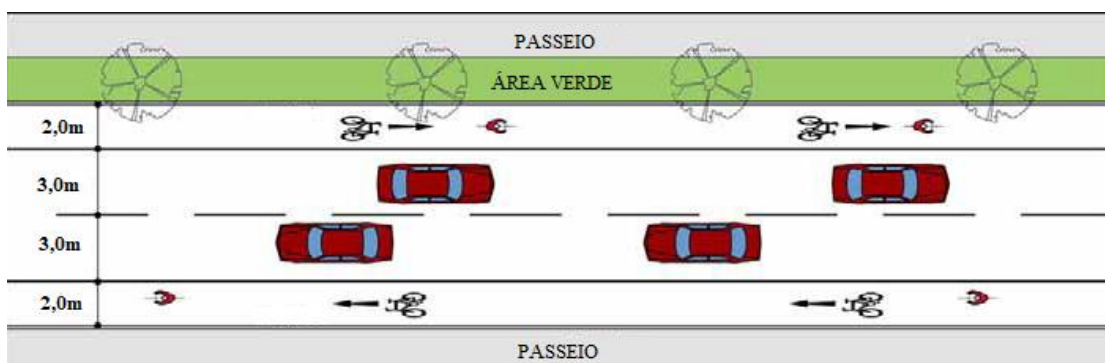 PASSEIO
ÁREA VERDE
2,0m
3,0m
3,0m
2,0m
PASSEIO